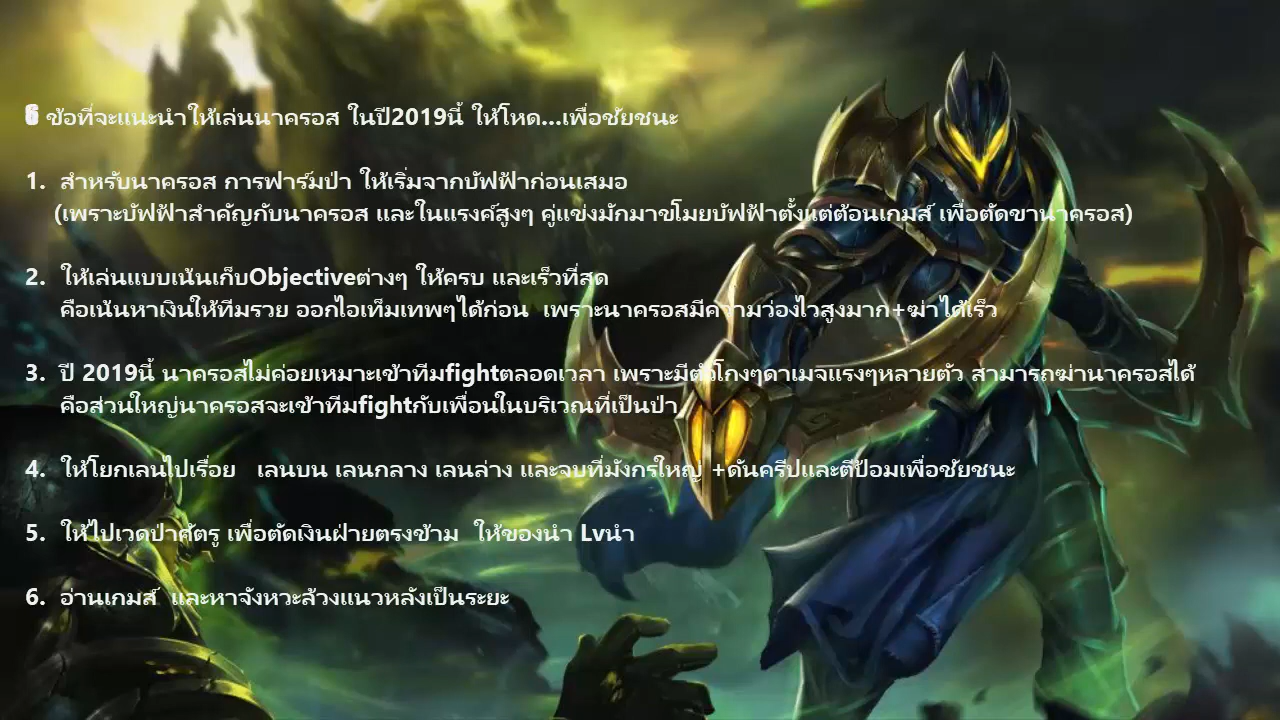 6 ข้อที่จะแนะนำให้เล่นนาครอส ในปี2019นี้ ให้โหด...เพื่อชัยชนะ
1. สำหรับนาครอส การฟาร์มป่า ให้เริ่มจากบัฟฟ้าก่อนเสมอ
(เพราะบัฟฟ้าสำคัญกับนาครอส และในแรงค์สูงๆ คู่แข่งมักมาขโมยบัฟฟ้าตั้งแต่ต้อนเกมส์ เพื่อตัดขานาครอส)
2. ให้เล่นแบบเน้นเก็บObjectiveต่างๆ ให้ครบ และเร็วที่สุด
คือเน้นหาเงินให้ทีมรวย ออกไอเท็มเทพๆได้ก่อน เพราะนาครอสมีความว่องไวสูงมาก+ฆ่าได้เร็ว
3. ปี 2019นี้ นาครอสไม่ค่อยเหมาะเข้าทีมfightตลอดเวลา เพราะมีตัวโกงๆดาเมจแรงๆหลายตัว สามารถฆ่านาครอสได้
คือส่วนใหญ่นาครอสจะเข้าทีมfightกับเพื่อนในบริเวณที่เป็นป่า
4. ให้โยกเลนไปเรื่อย เลนบน เลนกลาง เลนล่าง และจบที่มังกรใหญ่ +ดันครีปและตีป้อมเพื่อชัยชนะ
5. ให้ไปเวดป่าศัตรู เพื่อตัดเงินฝ่ายตรงข้าม ให้ของนำ Lvนำ
6. อ่านเกมส์ และหาจังหวะล้วงแนวหลังเป็นระยะ